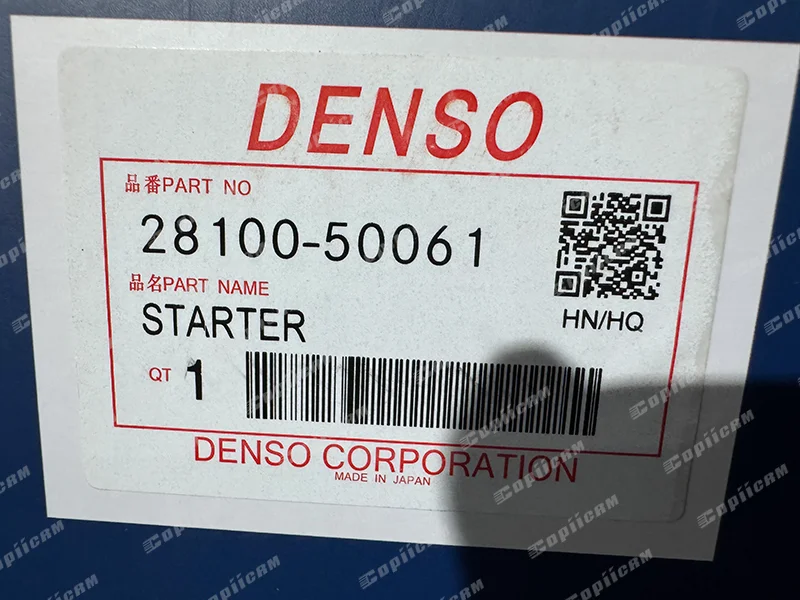 DENSO
品番PART NO
28100-50061
品名PART NAME
STARTER
HN/HQ
QT 1
DENSO CORPORATION
MADE IN JAPAN
CopiicAM